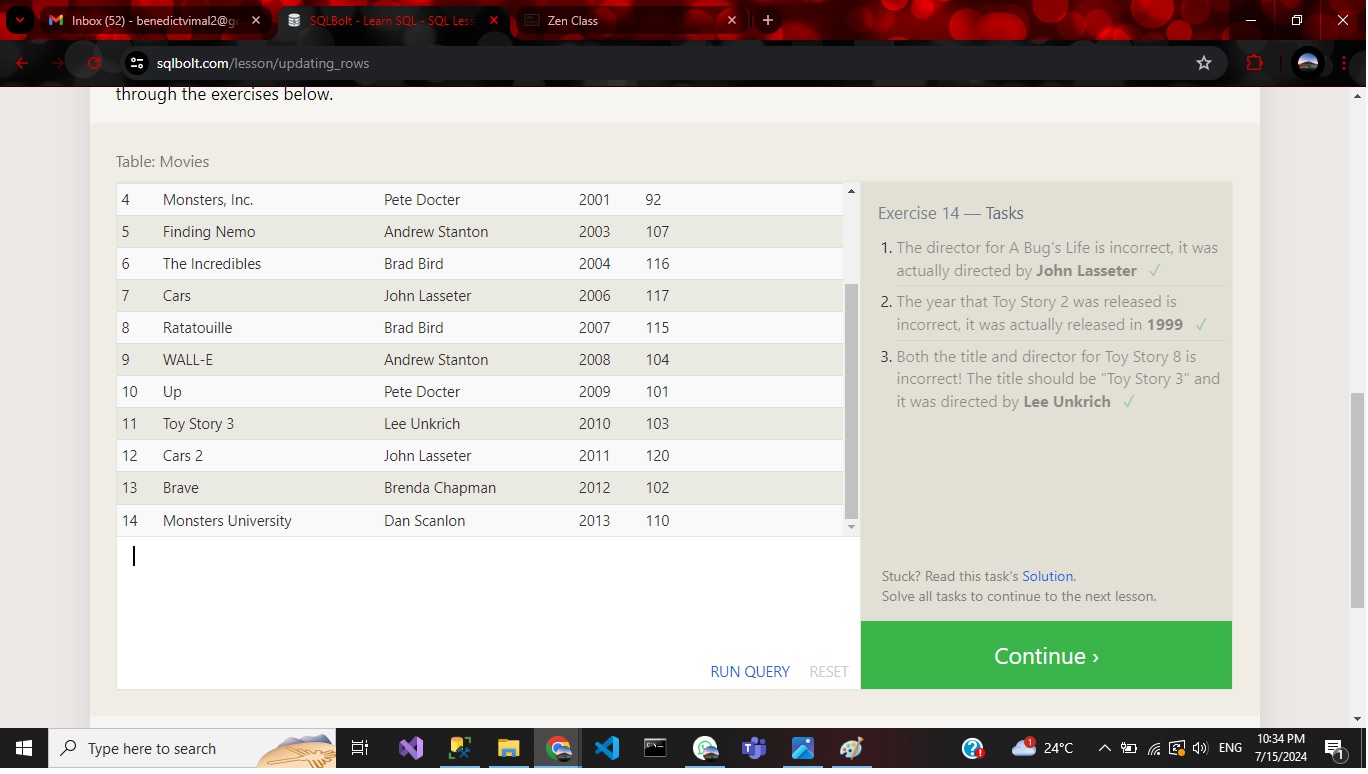 Inbox (52) - benedictvimal2@g
SQLBolt - Learn SQL - SQL Less
Zen Class
sqlbolt.com/lesson/updating_rows
through the exercises below.
Table: Movies
4 Monsters, Inc. Pete Docter 2001 92
5 Finding Nemo Andrew Stanton 2003 107
6 The Incredibles Brad Bird 2004 116
7 Cars John Lasseter 2006 117
8 Ratatouille Brad Bird 2007 115
9 WALL-E Andrew Stanton 2008 104
10 Up Pete Docter 2009 101
11 Toy Story 3 Lee Unkrich 2010 103
12 Cars 2 John Lasseter 2011 120
13 Brave Brenda Chapman 2012 102
14 Monsters University Dan Scanlon 2013 110
RUN QUERY RESET
Exercise 14 — Tasks
1. The director for A Bug's Life is incorrect, it was
actually directed by John Lasseter ✓
2. The year that Toy Story 2 was released is
incorrect, it was actually released in 1999 ✓
3. Both the title and director for Toy Story 8 is
incorrect! The title should be "Toy Story 3" and
it was directed by Lee Unkrich ✓
Stuck? Read this task's Solution.
Solve all tasks to continue to the next lesson.
Continue ›
Type here to search
24°C
ENG
10:34 PM
7/15/2024
1